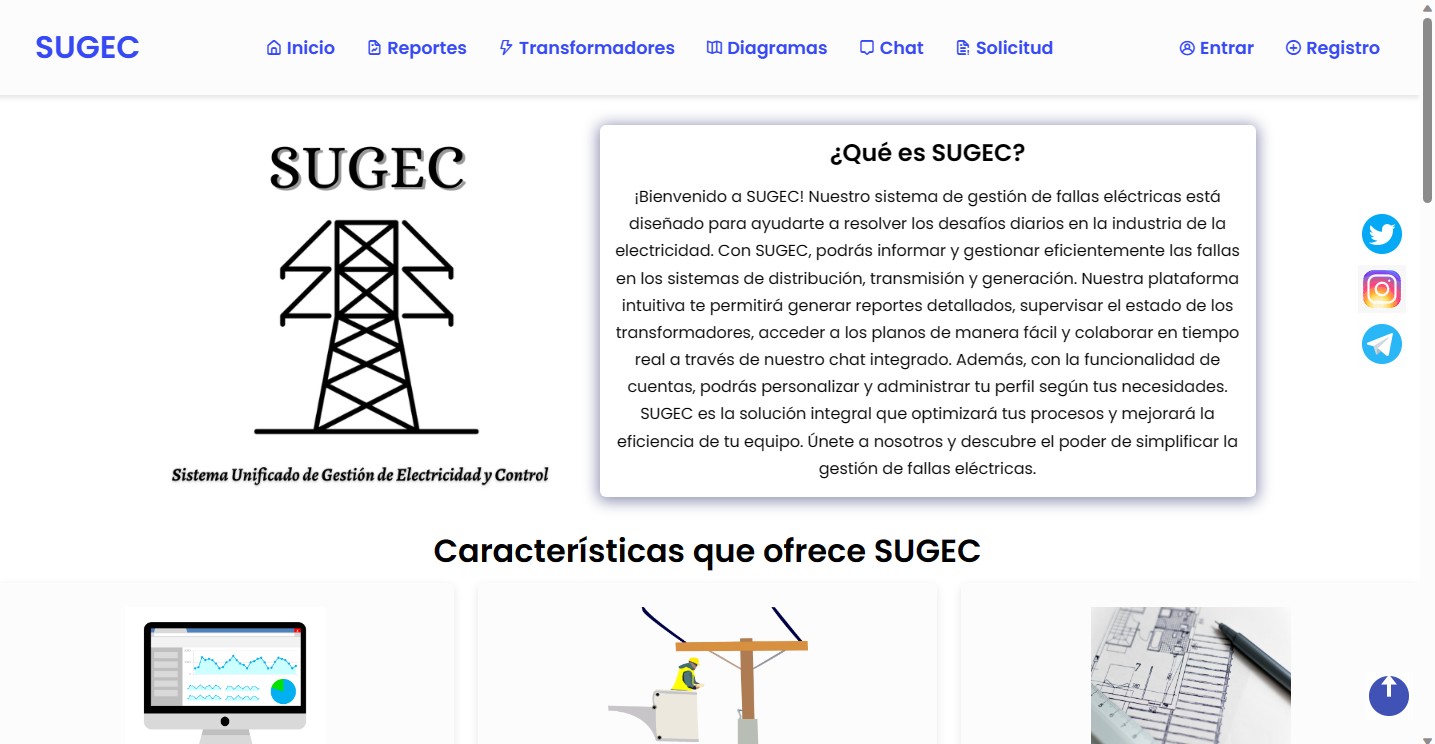 SUGEC
Inicio
Reportes
Transformadores
Diagramas
Chat
Solicitud
Entrar
Registro
SUGEC
Sistema Unificado de Gestión de Electricidad y Control
¿Qué es SUGEC?
¡Bienvenido a SUGEC! Nuestro sistema de gestión de fallas eléctricas está
diseñado para ayudarte a resolver los desafíos diarios en la industria de la
electricidad. Con SUGEC, podrás informar y gestionar eficientemente las fallas
en los sistemas de distribución, transmisión y generación. Nuestra plataforma
intuitiva te permitirá generar reportes detallados, supervisar el estado de los
transformadores, acceder a los planos de manera fácil y colaborar en tiempo
real a través de nuestro chat integrado. Además, con la funcionalidad de
cuentas, podrás personalizar y administrar tu perfil según tus necesidades.
SUGEC es la solución integral que optimizará tus procesos y mejorará la
eficiencia de tu equipo. Únete a nosotros y descubre el poder de simplificar la
gestión de fallas eléctricas.
Características que ofrece SUGEC